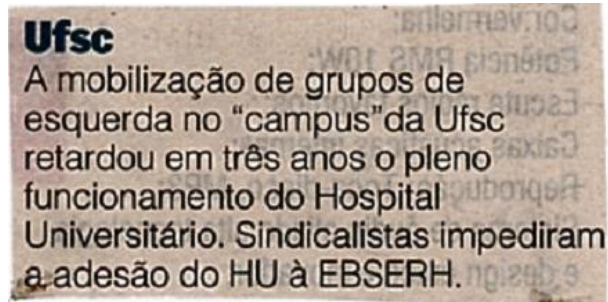 Ufsc
A mobilização de grupos de
esquerda no "campus"da Ufsc
retardou em três anos o pleno
funcionamento do Hospital
Universitário. Sindicalistas impediram
a adesão do HU à EBSERH.